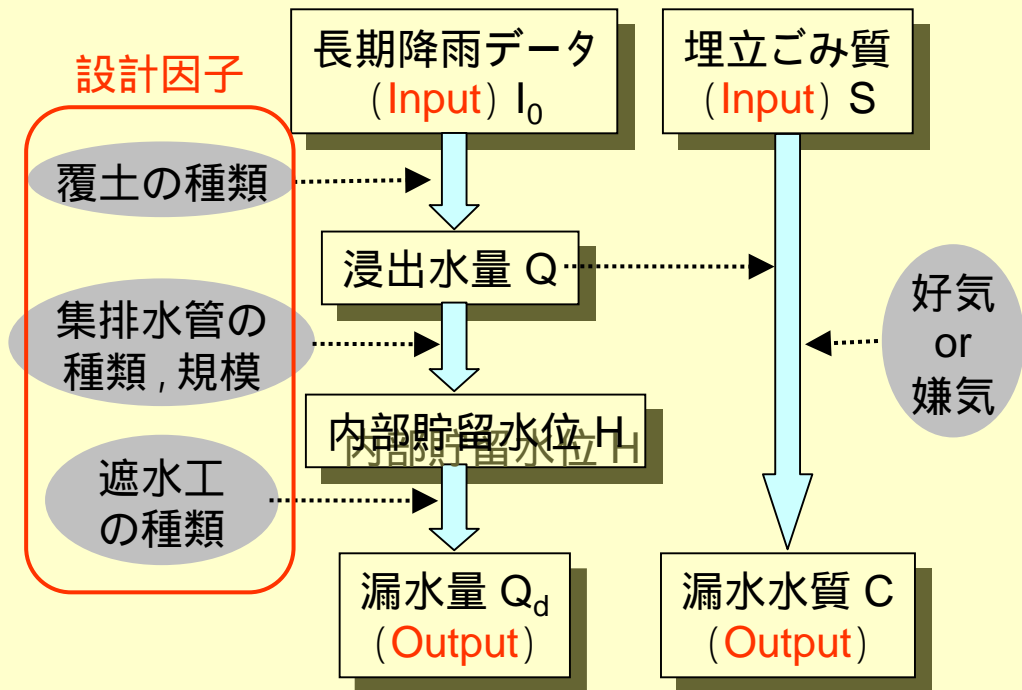 設計因子
長期降雨データ
(Input) I₀
埋立ごみ質
(Input) S
覆土の種類
浸出水量 Q
集排水管の
種類 , 規模
好気
or
嫌気
内部貯留水位 H
遮水工
の種類
漏水量 Qd
(Output)
漏水水質 C
(Output)